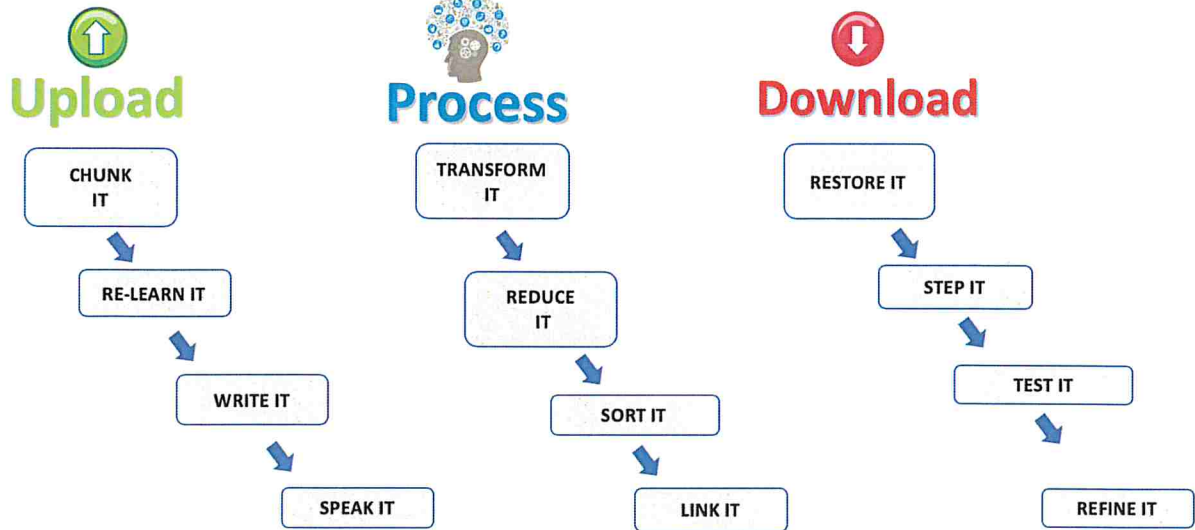 Upload
CHUNK
IT
RE-LEARN IT
WRITE IT
SPEAK IT
Process
TRANSFORM
IT
REDUCE
IT
SORT IT
LINK IT
Download
RESTORE IT
STEP IT
TEST IT
REFINE IT